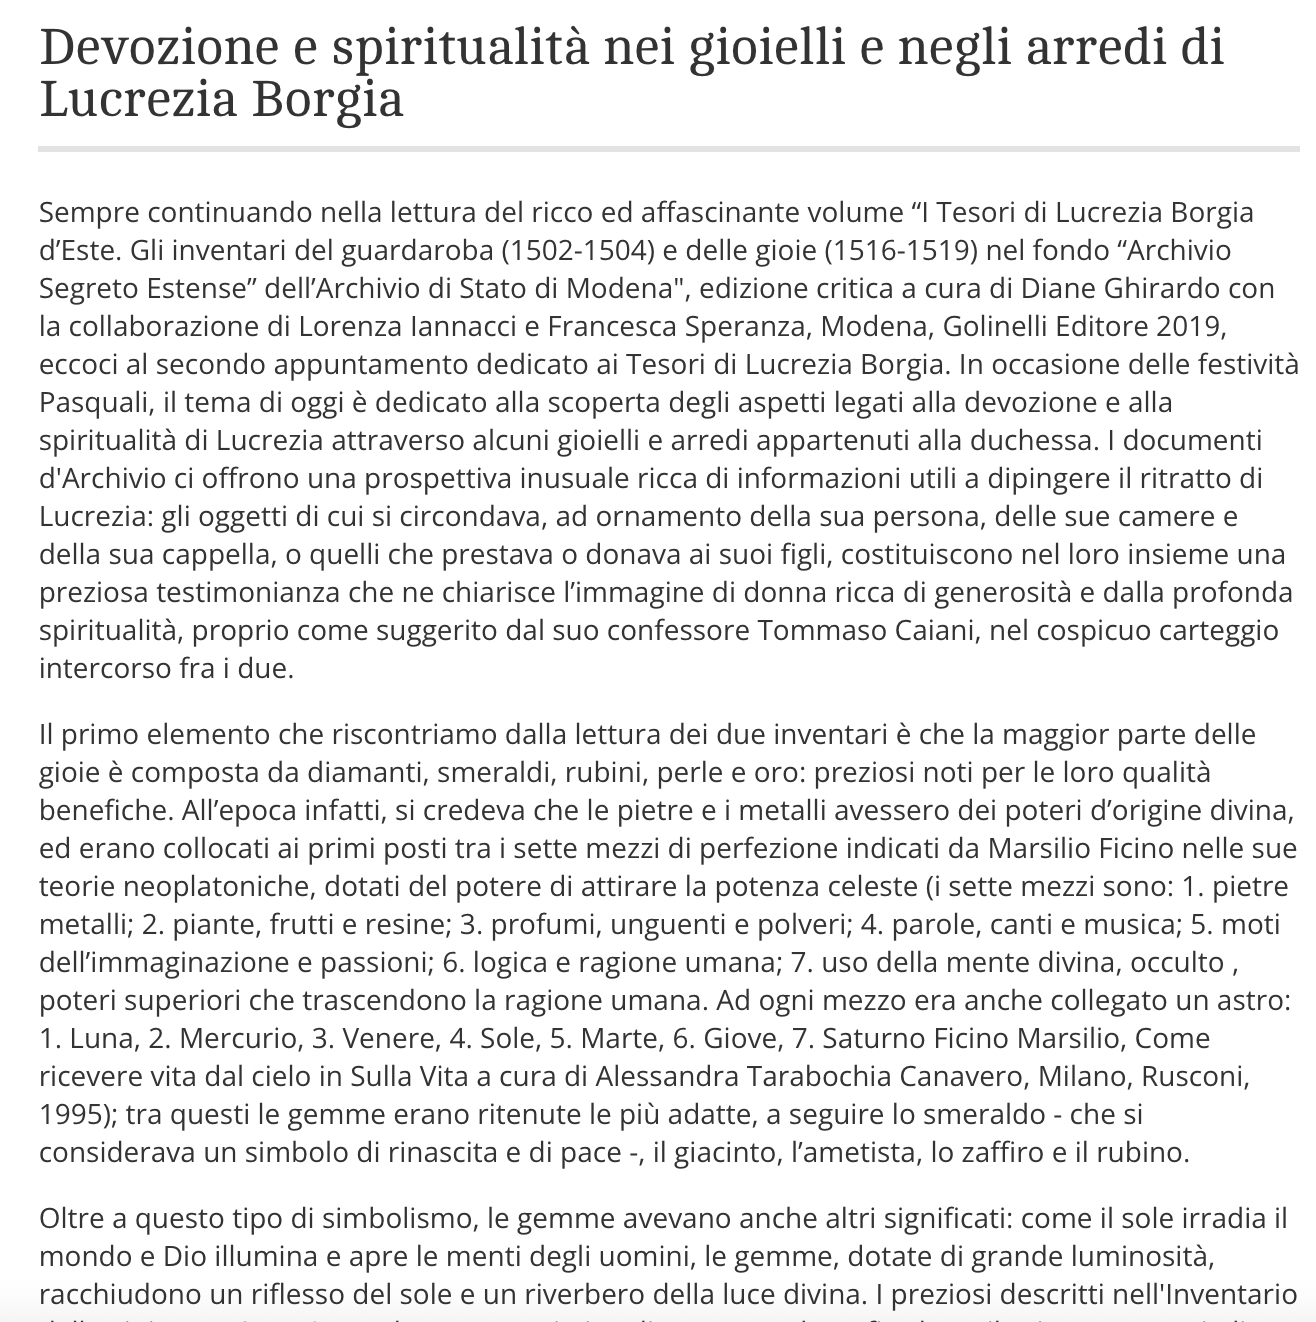 Devozione e spiritualità nei gioielli e negli arredi di
Lucrezia Borgia
Sempre continuando nella lettura del ricco ed affascinante volume “I Tesori di Lucrezia Borgia
d’Este. Gli inventari del guardaroba (1502-1504) e delle gioie (1516-1519) nel fondo “Archivio
Segreto Estense” dell’Archivio di Stato di Modena", edizione critica a cura di Diane Ghirardo con
la collaborazione di Lorenza Iannacci e Francesca Speranza, Modena, Golinelli Editore 2019,
eccoci al secondo appuntamento dedicato ai Tesori di Lucrezia Borgia. In occasione delle festività
Pasquali, il tema di oggi è dedicato alla scoperta degli aspetti legati alla devozione e alla
spiritualità di Lucrezia attraverso alcuni gioielli e arredi appartenuti alla duchessa. I documenti
d'Archivio ci offrono una prospettiva inusuale ricca di informazioni utili a dipingere il ritratto di
Lucrezia: gli oggetti di cui si circondava, ad ornamento della sua persona, delle sue camere e
della sua cappella, o quelli che prestava o donava ai suoi figli, costituiscono nel loro insieme una
preziosa testimonianza che ne chiarisce l’immagine di donna ricca di generosità e dalla profonda
spiritualità, proprio come suggerito dal suo confessore Tommaso Caiani, nel cospicuo carteggio
intercorso fra i due.
Il primo elemento che riscontriamo dalla lettura dei due inventari è che la maggior parte delle
gioie è composta da diamanti, smeraldi, rubini, perle e oro: preziosi noti per le loro qualità
benefiche. All’epoca infatti, si credeva che le pietre e i metalli avessero dei poteri d’origine divina,
ed erano collocati ai primi posti tra i sette mezzi di perfezione indicati da Marsilio Ficino nelle sue
teorie neoplatoniche, dotati del potere di attirare la potenza celeste (i sette mezzi sono: 1. pietre
metalli; 2. piante, frutti e resine; 3. profumi, unguenti e polveri; 4. parole, canti e musica; 5. moti
dell’immaginazione e passioni; 6. logica e ragione umana; 7. uso della mente divina, occulto ,
poteri superiori che trascendono la ragione umana. Ad ogni mezzo era anche collegato un astro:
1. Luna, 2. Mercurio, 3. Venere, 4. Sole, 5. Marte, 6. Giove, 7. Saturno Ficino Marsilio, Come
ricevere vita dal cielo in Sulla Vita a cura di Alessandra Tarabochia Canavero, Milano, Rusconi,
1995); tra questi le gemme erano ritenute le più adatte, a seguire lo smeraldo - che si
considerava un simbolo di rinascita e di pace -, il giacinto, l’ametista, lo zaffiro e il rubino.
Oltre a questo tipo di simbolismo, le gemme avevano anche altri significati: come il sole irradia il
mondo e Dio illumina e apre le menti degli uomini, le gemme, dotate di grande luminosità,
racchiudono un riflesso del sole e un riverbero della luce divina. I preziosi descritti nell'Inventario